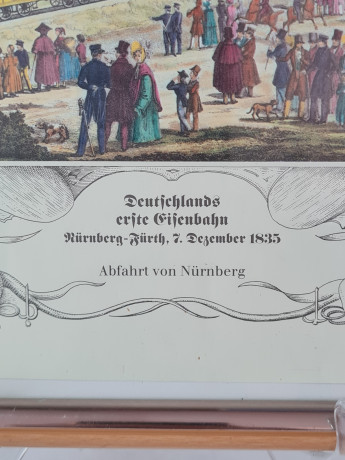 Deutschlands
erste Eisenbahn
Nürnberg-Fürth, 7. Dezember 1835
Abfahrt von Nürnberg